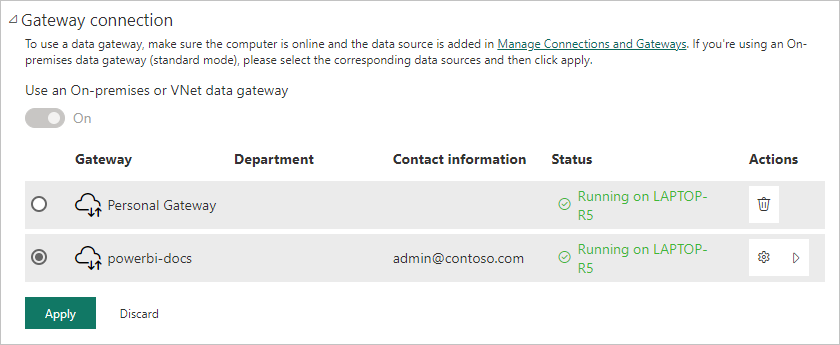 Gateway connection
To use a data gateway, make sure the computer is online and the data source is added in Manage Connections and Gateways. If you're using an On-
premises data gateway (standard mode), please select the corresponding data sources and then click apply.
Use an On-premises or VNet data gateway
On
Gateway Department Contact information Status Actions
Personal Gateway Running on LAPTOP-
R5
powerbi-docs admin@contoso.com Running on LAPTOP-
R5
Apply Discard